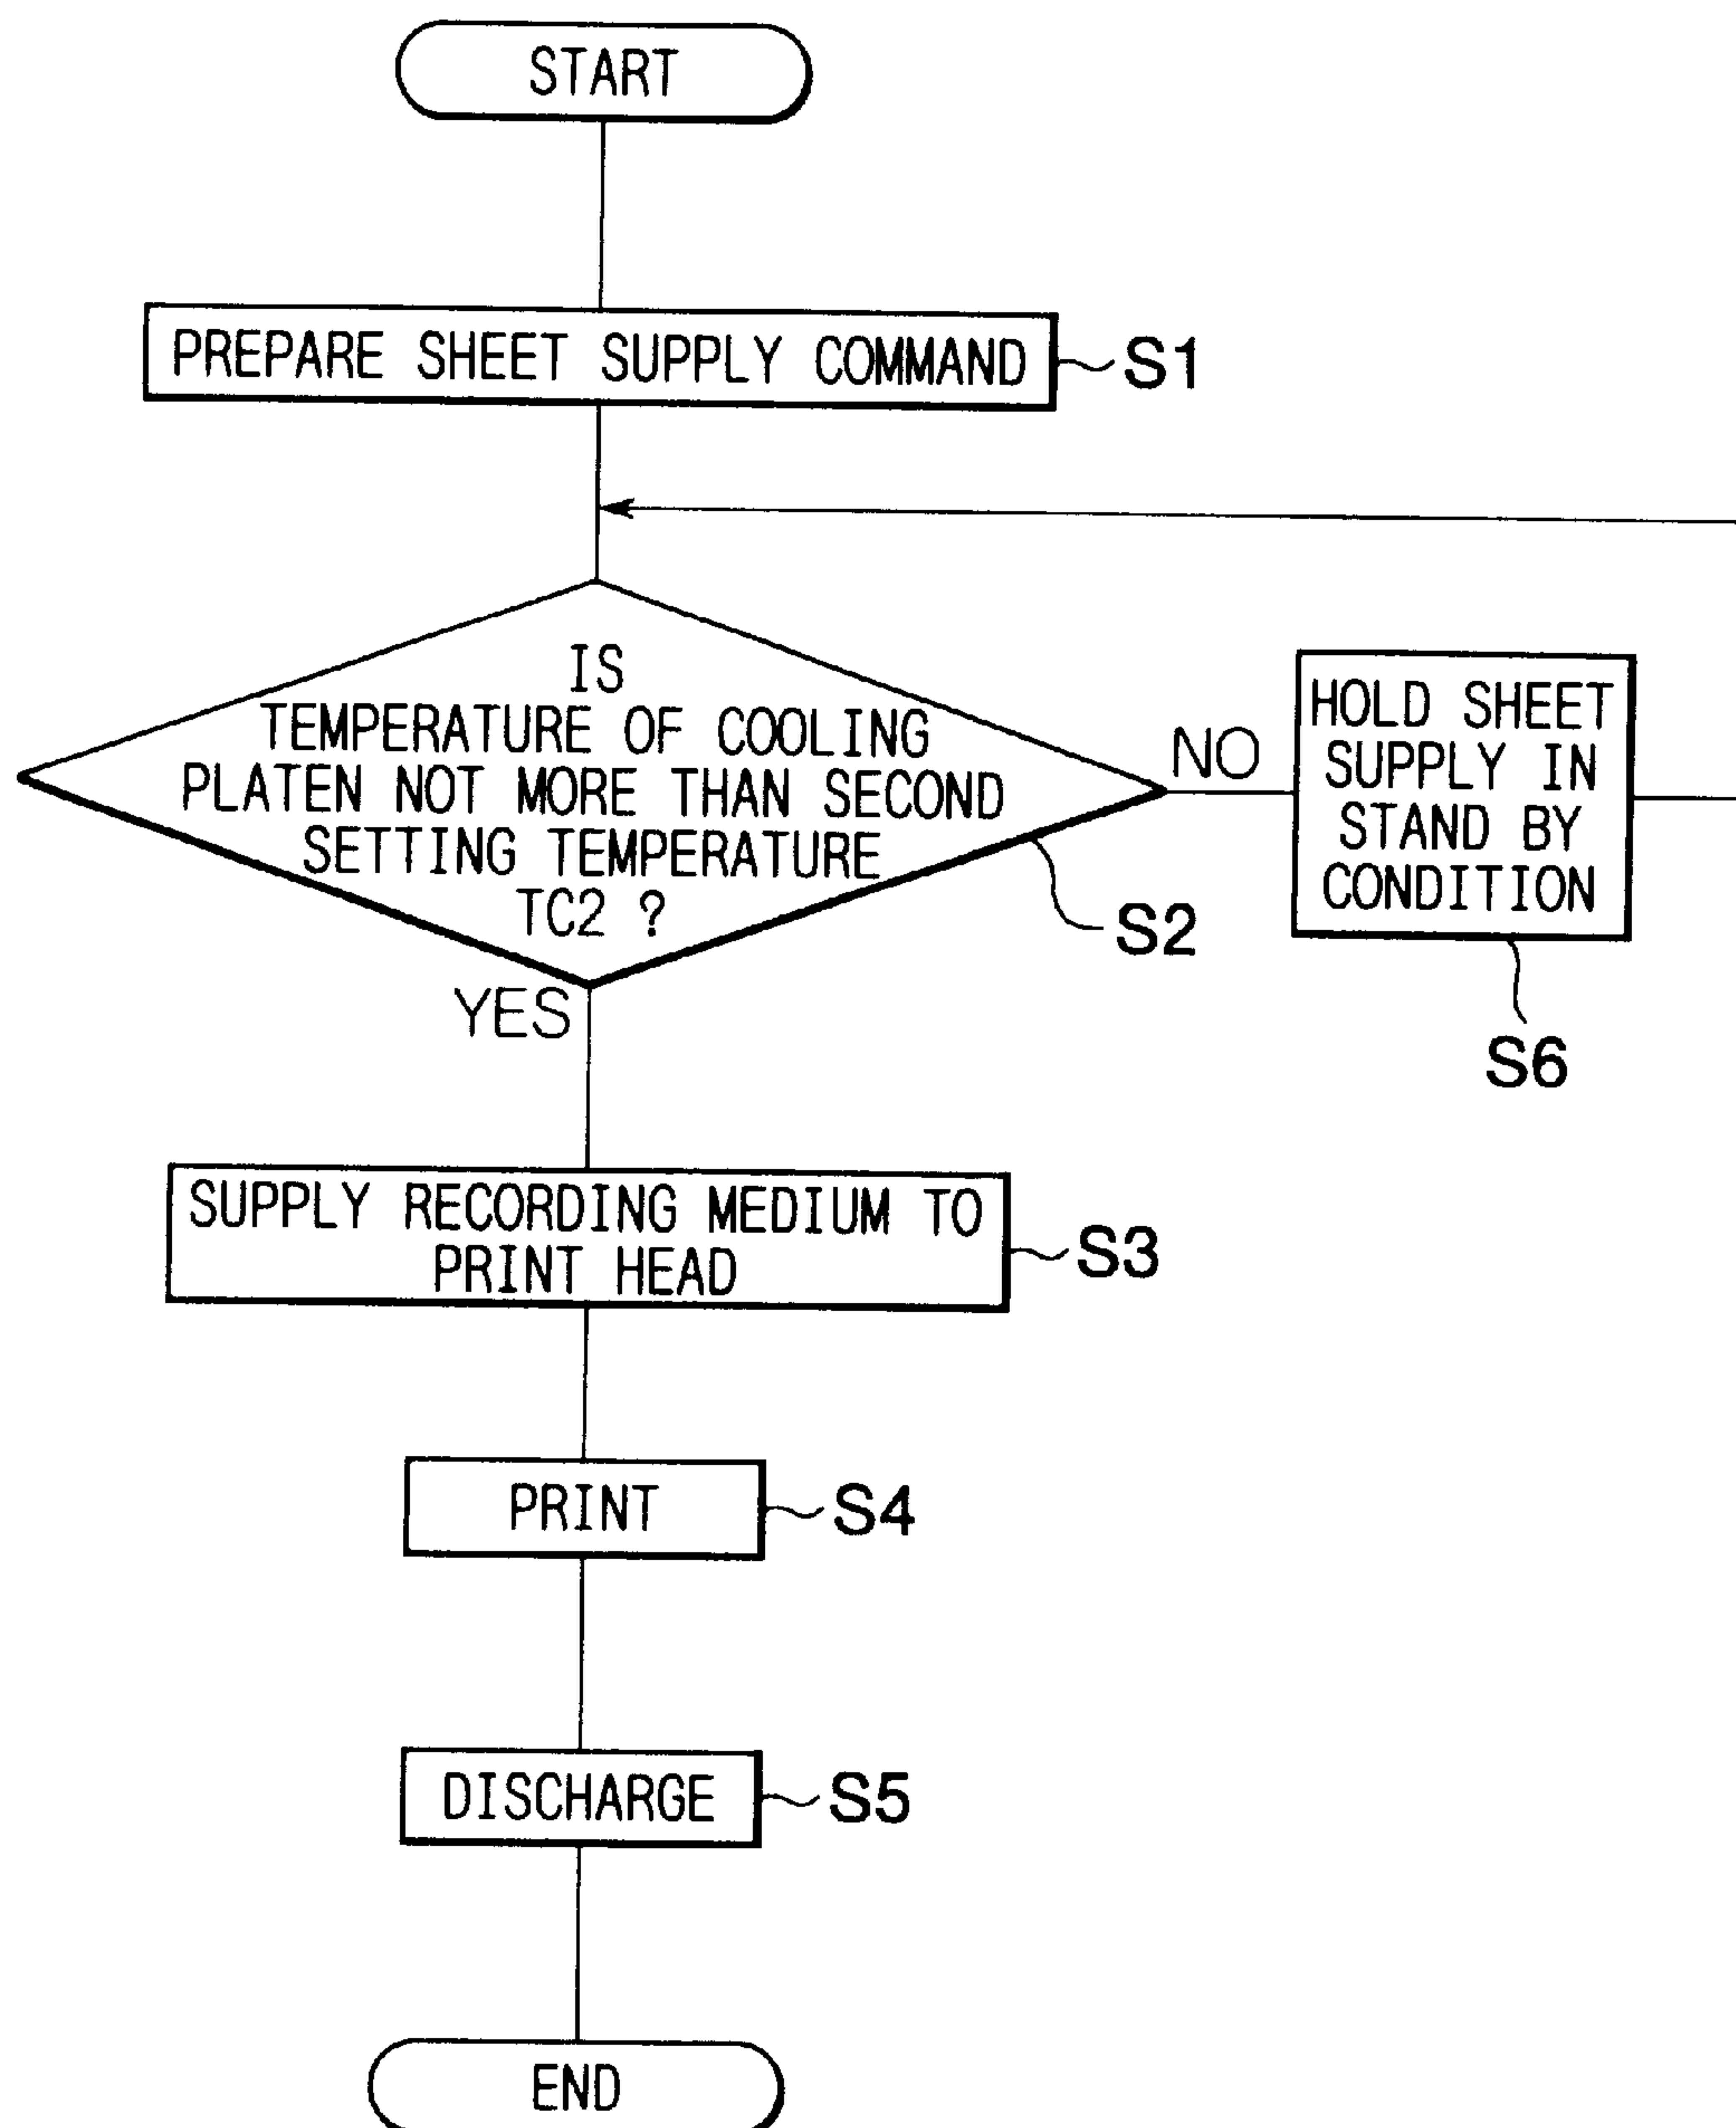 START
PREPARE SHEET SUPPLY COMMAND
S1
IS
TEMPERATURE OF COOLING
PLATEN NOT MORE THAN SECOND
SETTING TEMPERATURE
TC2 ?
S2
NO
HOLD SHEET
SUPPLY IN
STAND BY
CONDITION
S6
YES
SUPPLY RECORDING MEDIUM TO
PRINT HEAD
S3
PRINT
S4
DISCHARGE
S5
END